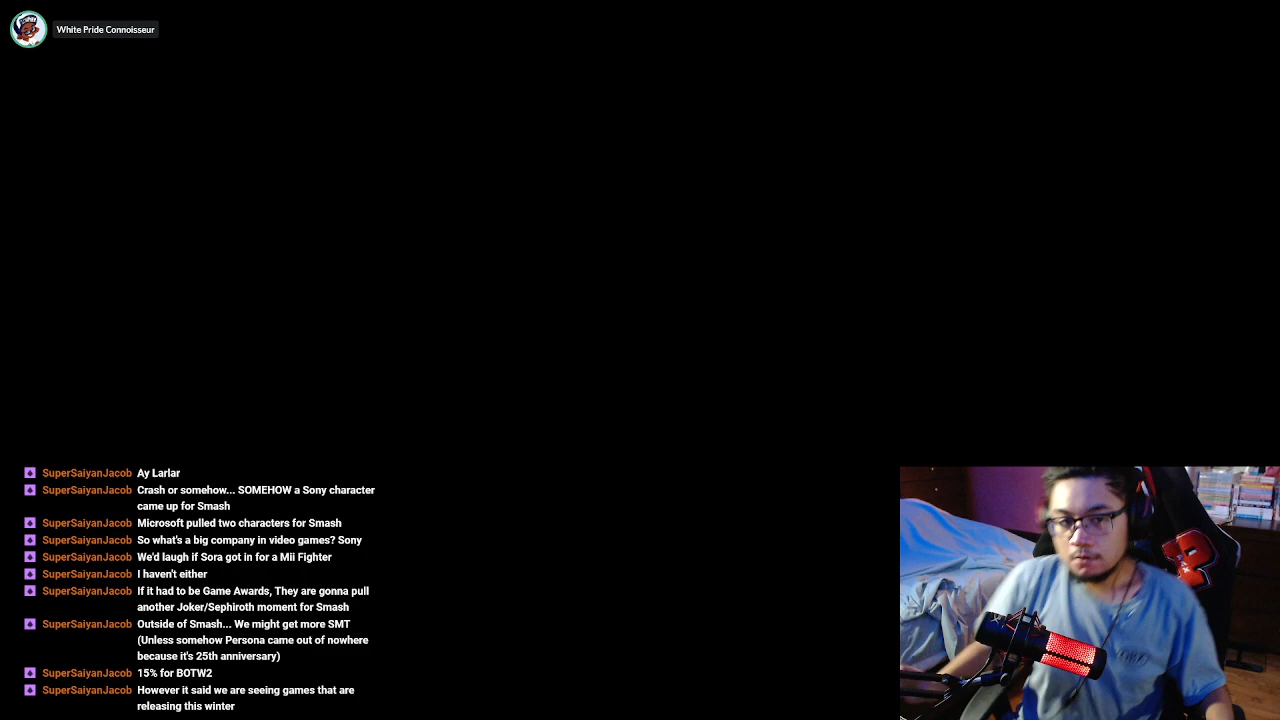 White Pride Connoisseur
SuperSaiyanJacob Ay Larlar
SuperSaiyanJacob Crash or somehow... SOMEHOW a Sony character
came up for Smash
SuperSaiyanJacob Microsoft pulled two characters for Smash
SuperSaiyanJacob So what's a big company in video games? Sony
SuperSaiyanJacob We'd laugh if Sora got in for a Mii Fighter
SuperSaiyanJacob I haven't either
SuperSaiyanJacob If it had to be Game Awards, They are gonna pull
another Joker/Sephiroth moment for Smash
SuperSaiyanJacob Outside of Smash... We might get more SMT
(Unless somehow Persona came out of nowhere
because it's 25th anniversary)
SuperSaiyanJacob 15% for BOTW2
SuperSaiyanJacob However it said we are seeing games that are
releasing this winter